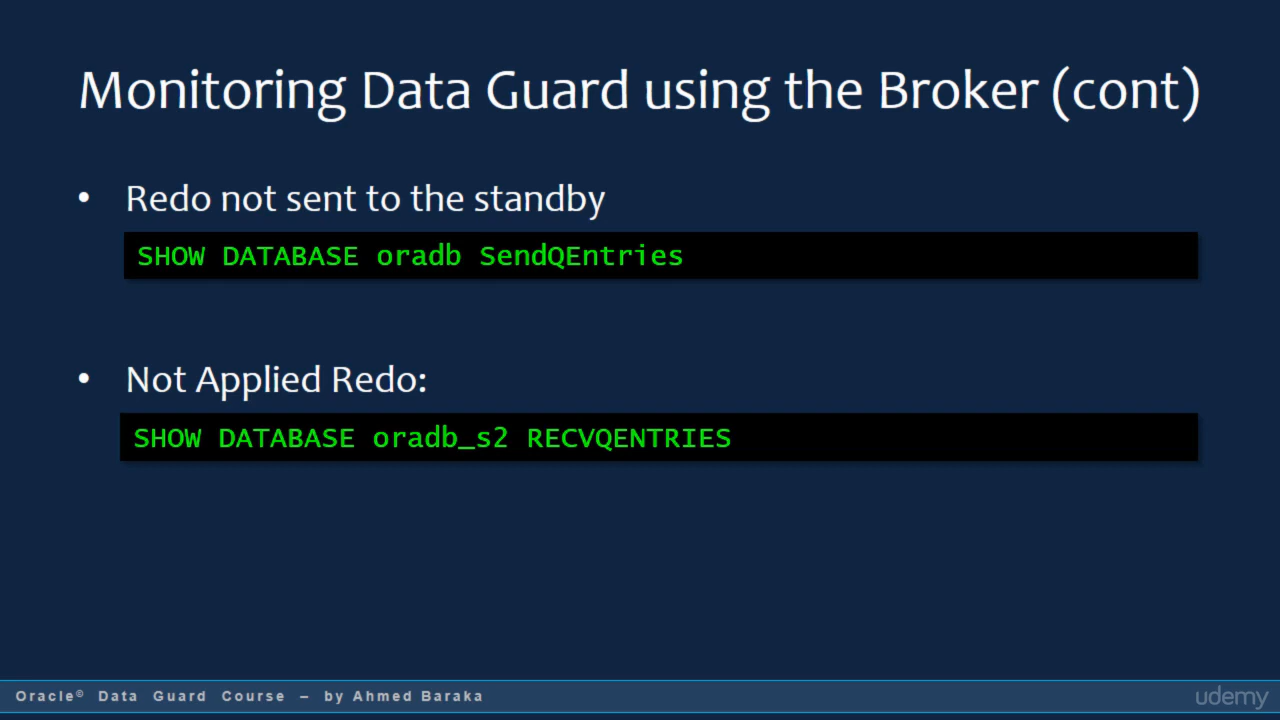 Monitoring Data Guard using the Broker (cont)
• Redo not sent to the standby
SHOW DATABASE oradb SendQEntries
• Not Applied Redo:
SHOW DATABASE oradb_s2 RECVQENTRIES
Oracle© Data Guard Course – by Ahmed Baraka
udemy